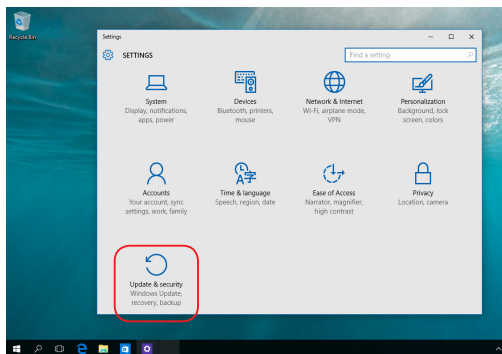 Recycle Bin
Settings
SETTINGS
Find a setting
System
Display, notifications,
apps, power
Devices
Bluetooth, printers,
mouse
Network & Internet
Wi-Fi, airplane mode,
VPN
Personalization
Background, lock
screen, colors
Accounts
Your account, sync
settings, work, family
Time & language
Speech, region, date
Ease of Access
Narrator, magnifier,
high contrast
Privacy
Location, camera
Update & security
Windows Update,
recovery, backup